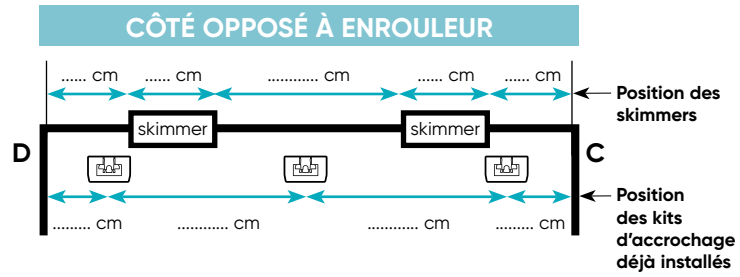 CÔTÉ OPPOSÉ À ENROULEUR
...... cm ...... cm ............ cm ...... cm ...... cm
Position des
skimmers
skimmer skimmer
D C
Position
des kits
d'accrochage
déjà installés
......... cm ............ cm ............ cm ......... cm